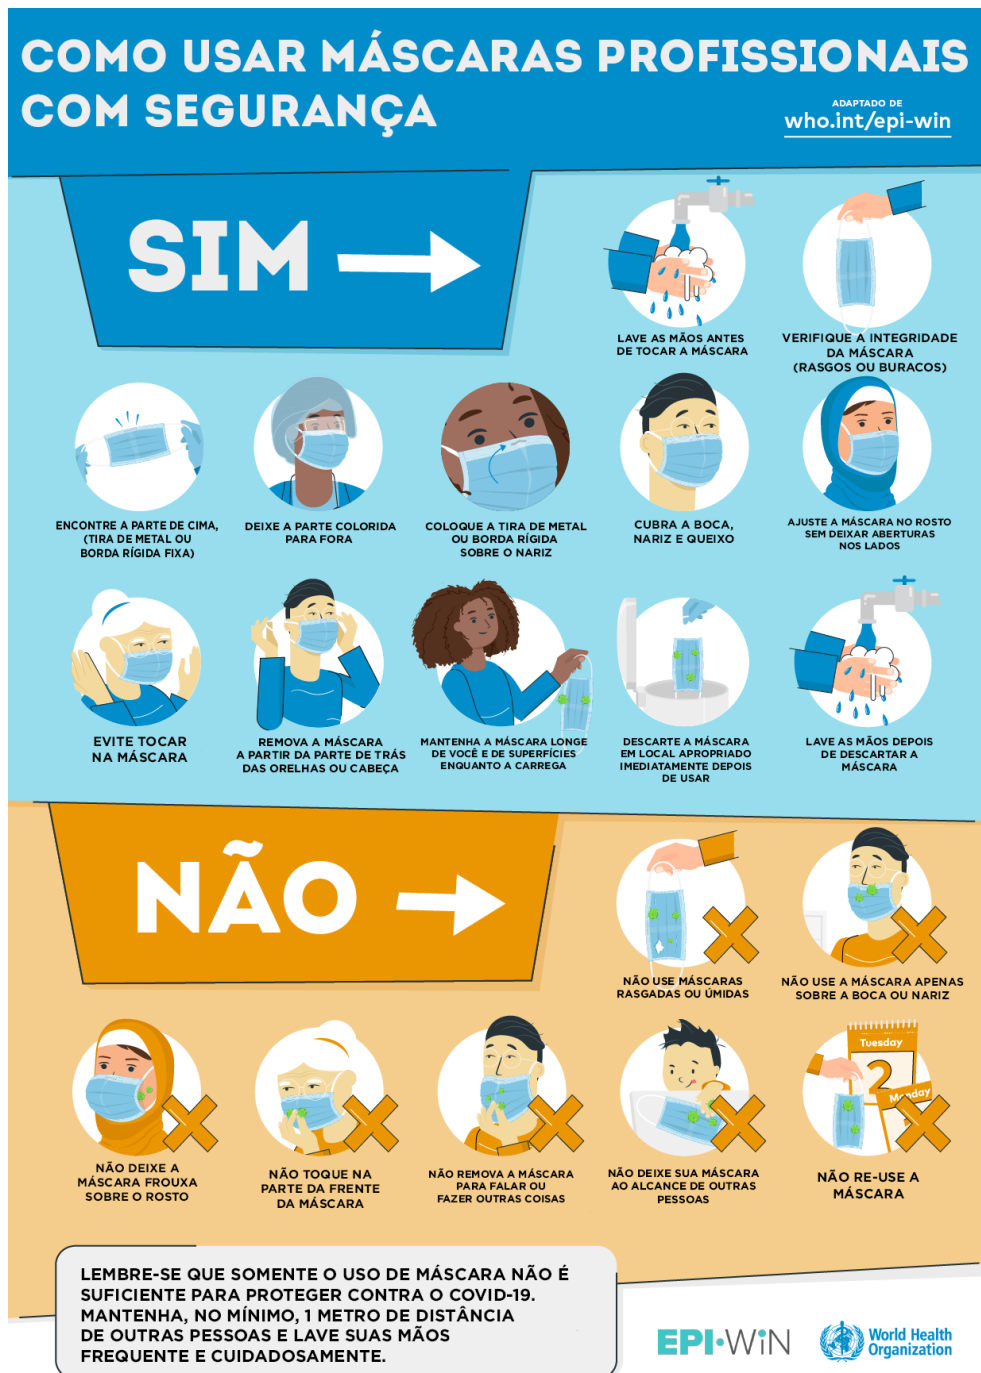 COMO USAR MÁSCARAS PROFISSIONAIS
COM SEGURANÇA
ADAPTADO DE
who.int/epi-win
SIM
LAVE AS MÃOS ANTES
DE TOCAR A MÁSCARA
VERIFIQUE A INTEGRIDADE
DA MÁSCARA
(RASGOS OU BURACOS)
ENCONTRE A PARTE DE CIMA,
(TIRA DE METAL OU
BORDA RÍGIDA FIXA)
DEIXE A PARTE COLORIDA
PARA FORA
COLOQUE A TIRA DE METAL
OU BORDA RÍGIDA
SOBRE O NARIZ
CUBRA A BOCA,
NARIZ E QUEIXO
AJUSTE A MÁSCARA NO ROSTO
SEM DEIXAR ABERTURAS
NOS LADOS
EVITE TOCAR
NA MÁSCARA
REMOVA A MÁSCARA
A PARTIR DA PARTE DE TRÁS
DAS ORELHAS OU CABEÇA
MANTENHA A MÁSCARA LONGE
DE VOCÊ E DE SUPERFÍCIES
ENQUANTO A CARREGA
DESCARTE A MÁSCARA
EM LOCAL APROPRIADO
IMEDIATAMENTE DEPOIS
DE USAR
LAVE AS MÃOS DEPOIS
DE DESCARTAR A
MÁSCARA
NÃO
NÃO USE MÁSCARAS
RASGADAS OU ÚMIDAS
NÃO USE A MÁSCARA APENAS
SOBRE A BOCA OU NARIZ
NÃO DEIXE A
MÁSCARA FROUXA
SOBRE O ROSTO
NÃO TOQUE NA
PARTE DA FRENTE
DA MÁSCARA
NÃO REMOVA A MÁSCARA
PARA FALAR OU
FAZER OUTRAS COISAS
NÃO DEIXE SUA MÁSCARA
AO ALCANCE DE OUTRAS
PESSOAS
Tuesday
2
Monday
NÃO RE-USE A
MÁSCARA
LEMBRE-SE QUE SOMENTE O USO DE MÁSCARA NÃO É
SUFICIENTE PARA PROTEGER CONTRA O COVID-19.
MANTENHA, NO MÍNIMO, 1 METRO DE DISTÂNCIA
DE OUTRAS PESSOAS E LAVE SUAS MÃOS
FREQUENTE E CUIDADOSAMENTE.
EPI·WiN
World Health
Organization